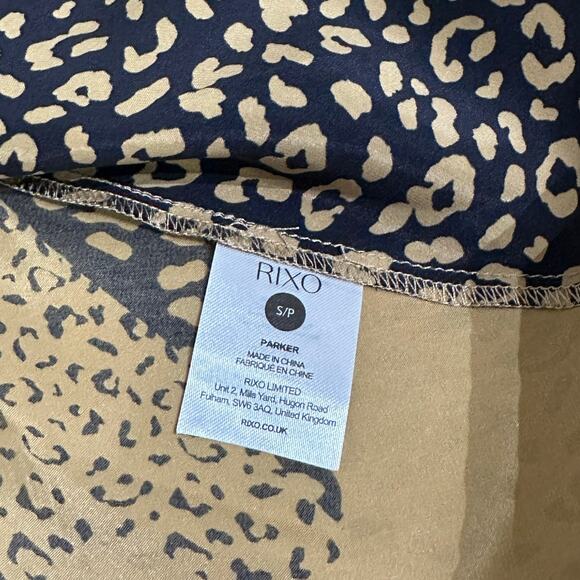 RIXO
S/P
PARKER
MADE IN CHINA
FABRIQUÉ EN CHINE
RIXO LIMITED
Unit 2, Mills Yard, Hugon Road
Fulham, SW6 3AQ, United Kingdom
RIXO.CO.UK